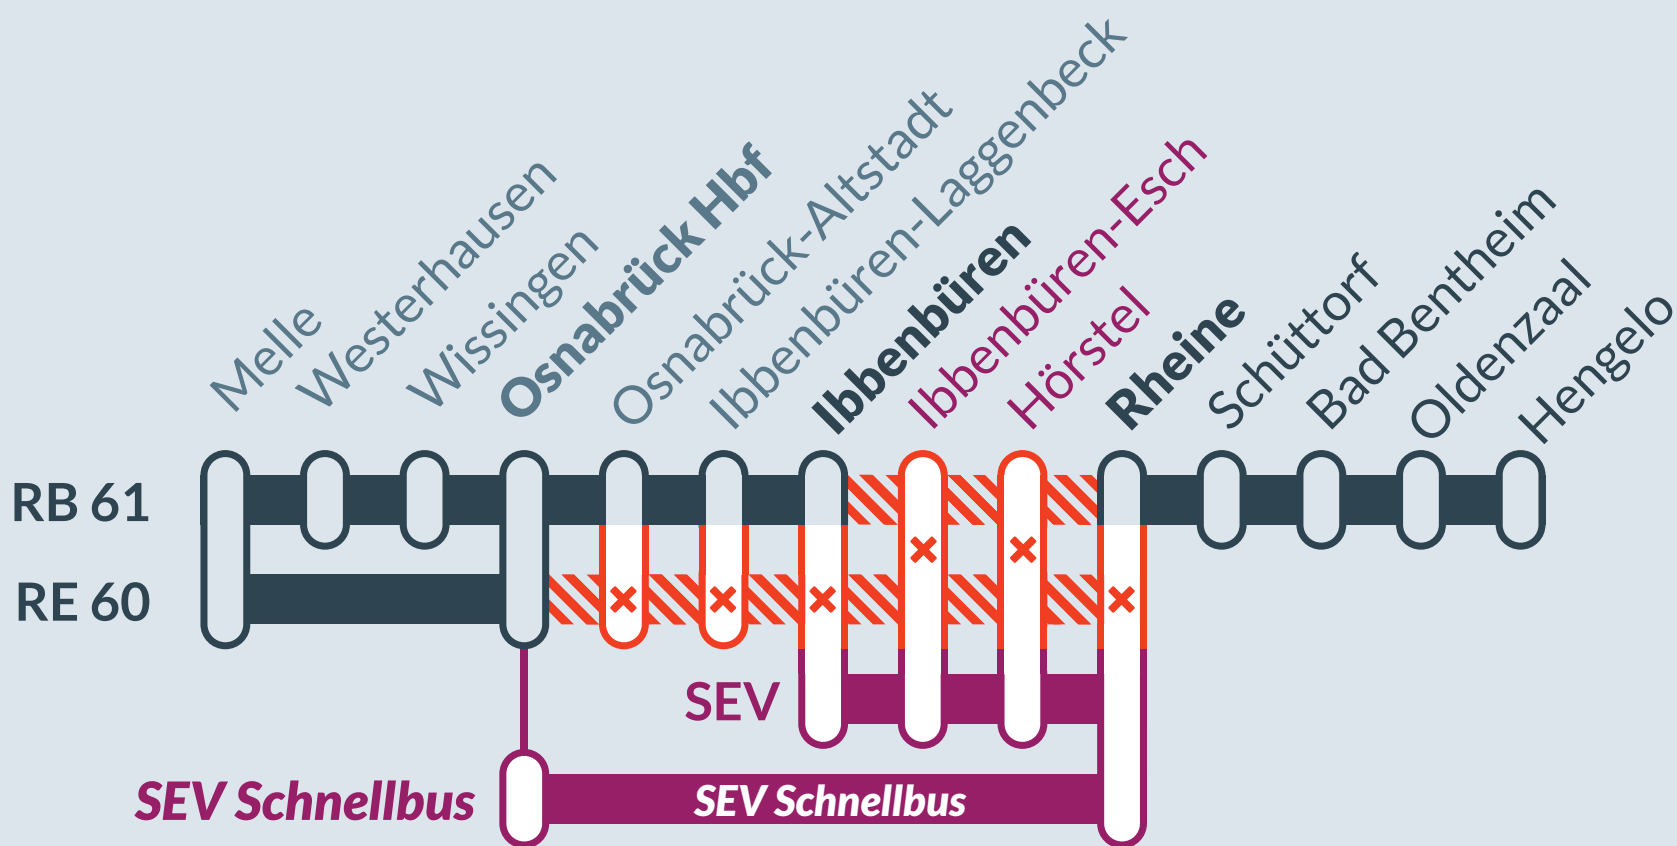 Melle
Westerhausen
Wissingen
Osnabrück Hbf
Osnabrück-Altstadt
Ibbenbüren-Laggenbeck
Ibbenbüren
Ibbenbüren-Esch
Hörstel
Rheine
Schüttorf
Bad Bentheim
Oldenzaal
Hengelo
RB 61
RE 60
SEV
SEV Schnellbus
SEV Schnellbus